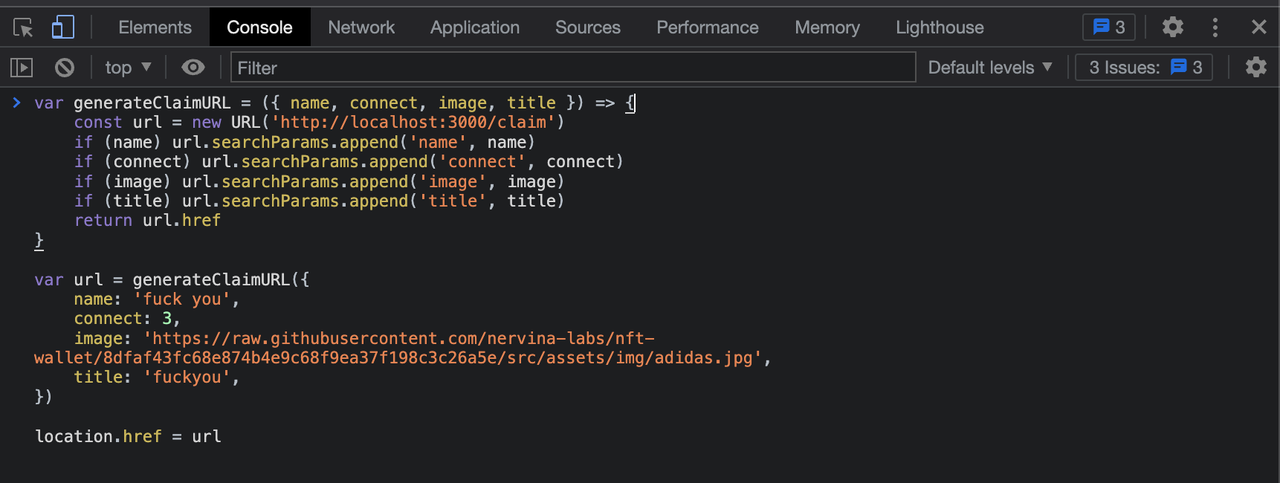 Elements Console Network Application Sources Performance Memory Lighthouse 3
top Filter Default levels 3 Issues: 3
var generateClaimURL = ({ name, connect, image, title }) => {
    const url = new URL('http://localhost:3000/claim')
    if (name) url.searchParams.append('name', name)
    if (connect) url.searchParams.append('connect', connect)
    if (image) url.searchParams.append('image', image)
    if (title) url.searchParams.append('title', title)
    return url.href
}
var url = generateClaimURL({
    name: 'fuck you',
    connect: 3,
    image: 'https://raw.githubusercontent.com/nervina-labs/nft-
wallet/8dfaf43fc68e874b4e9c68f9ea37f198c3c26a5e/src/assets/img/adidas.jpg',
    title: 'fuckyou',
})
location.href = url